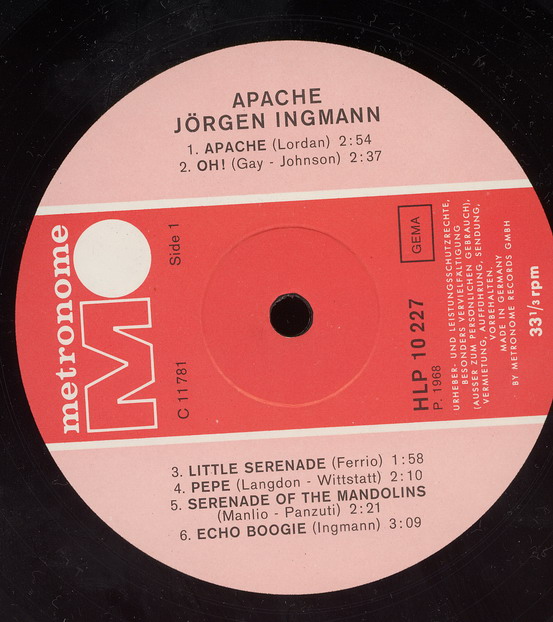 APACHE
JÖRGEN INGMANN
1. APACHE (Lordan) 2:54
2. OH! (Gay - Johnson) 2:37
metronome
Side 1
C 11781
GEMA
HLP 10 227
P. 1968
URHEBER- UND LEISTUNGSSCHUTZRECHTE,
BESONDERS VERVIELFÄLTIGUNG
(AUSSER ZUM PERSÖNLICHEN GEBRAUCH),
VERMIETUNG, AUFFÜHRUNG, SENDUNG,
VORBEHALTEN.
MADE IN GERMANY
BY METRONOME RECORDS GMBH
33 1/3 rpm
3. LITTLE SERENADE (Ferrio) 1:58
4. PEPE (Langdon - Wittstatt) 2:10
5. SERENADE OF THE MANDOLINS
(Manlio - Panzuti) 2:21
6. ECHO BOOGIE (Ingmann) 3:09